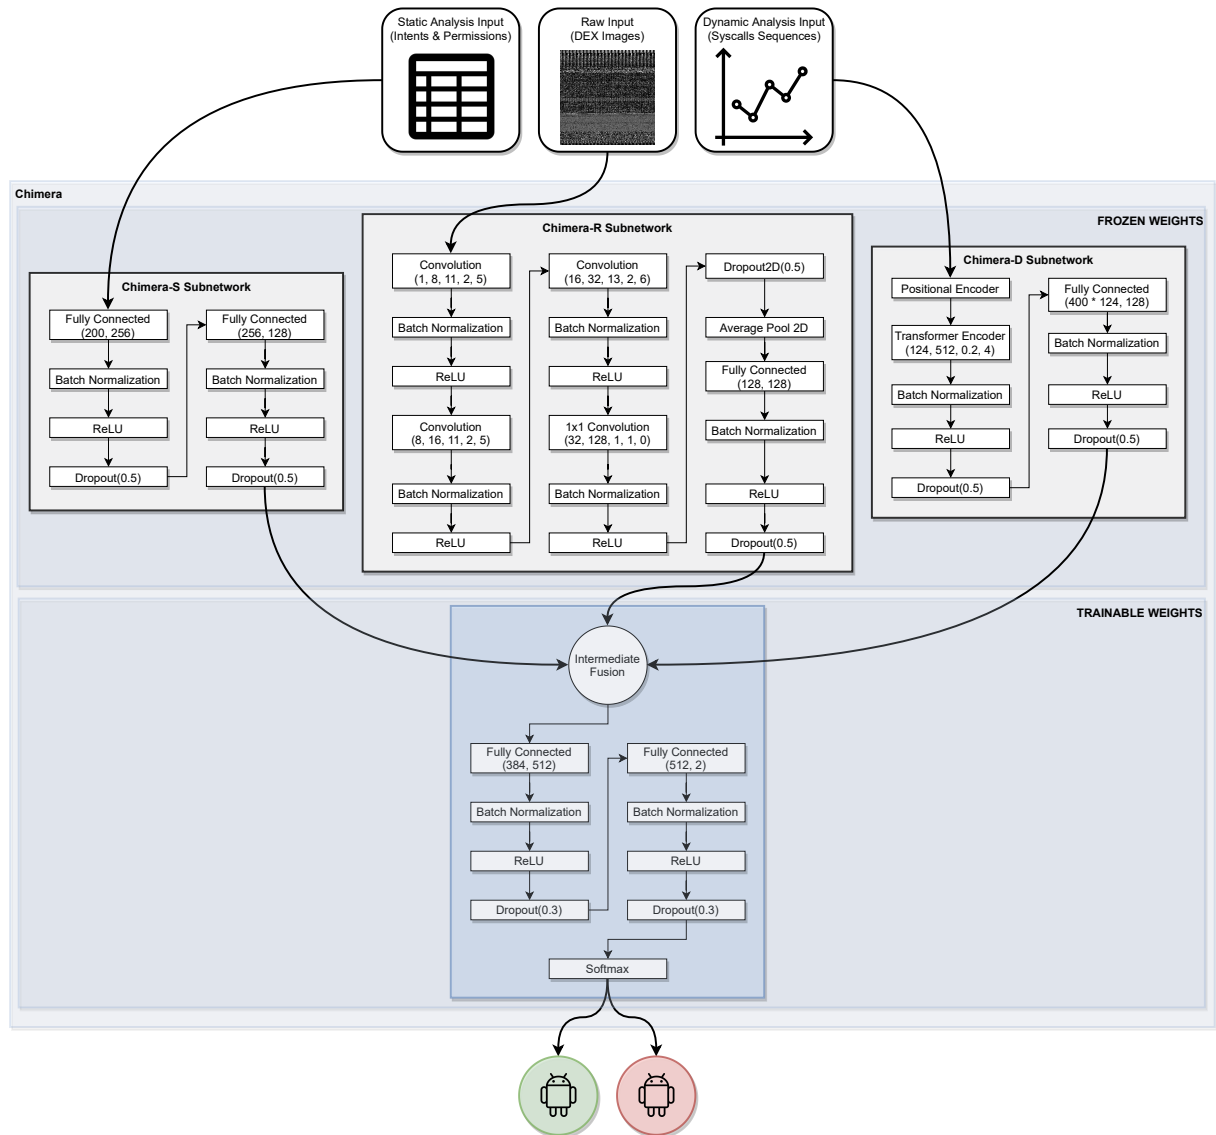 Static Analysis Input
(Intents & Permissions)
Raw Input
(DEX Images)
Dynamic Analysis Input
(Syscalls Sequences)
Chimera
FROZEN WEIGHTS
Chimera-S Subnetwork
Fully Connected
(200, 256)
Batch Normalization
ReLU
Dropout(0.5)
Fully Connected
(256, 128)
Batch Normalization
ReLU
Dropout(0.5)
Chimera-R Subnetwork
Convolution
(1, 8, 11, 2, 5)
Batch Normalization
ReLU
Convolution
(8, 16, 11, 2, 5)
Batch Normalization
ReLU
Convolution
(16, 32, 13, 2, 6)
Batch Normalization
ReLU
1x1 Convolution
(32, 128, 1, 1, 0)
Batch Normalization
ReLU
Dropout2D(0.5)
Average Pool 2D
Fully Connected
(128, 128)
Batch Normalization
ReLU
Dropout(0.5)
Chimera-D Subnetwork
Positional Encoder
Transformer Encoder
(124, 512, 0.2, 4)
Batch Normalization
ReLU
Dropout(0.5)
Fully Connected
(400 * 124, 128)
Batch Normalization
ReLU
Dropout(0.5)
TRAINABLE WEIGHTS
Intermediate
Fusion
Fully Connected
(384, 512)
Batch Normalization
ReLU
Dropout(0.3)
Fully Connected
(512, 2)
Batch Normalization
ReLU
Dropout(0.3)
Softmax